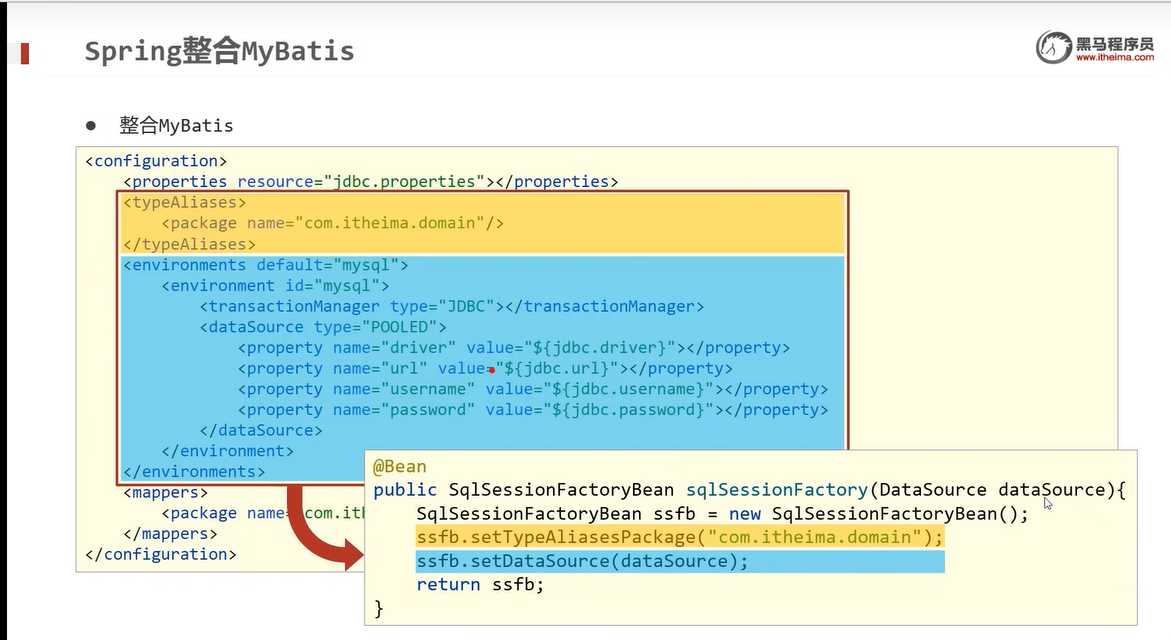 Spring整合MyBatis
黑马程序员
www.itheima.com
● 整合MyBatis
<configuration>
<properties resource="jdbc.properties"></properties>
<typeAliases>
<package name="com.itheima.domain"/>
</typeAliases>
<environments default="mysql">
<environment id="mysql">
<transactionManager type="JDBC"></transactionManager>
<dataSource type="POOLED">
<property name="driver" value="${jdbc.driver}"></property>
<property name="url" value="${jdbc.url}"></property>
<property name="username" value="${jdbc.username}"></property>
<property name="password" value="${jdbc.password}"></property>
</dataSource>
</environment>
</environments>
<mappers>
<package name=
</mappers>
</configuration>
@Bean
public SqlSessionFactoryBean sqlSessionFactory(DataSource dataSource){
SqlSessionFactoryBean ssfb = new SqlSessionFactoryBean();
ssfb.setTypeAliasesPackage("com.itheima.domain");
ssfb.setDataSource(dataSource);
return ssfb;
}